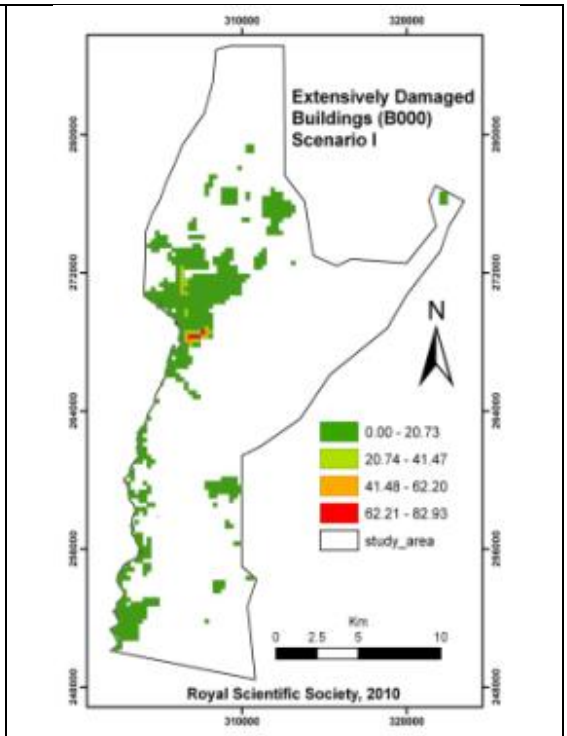 310000
320000
Extensively Damaged
Buildings (B000)
Scenario I
280000
280000
272000
272000
N
264000
264000
0.00 - 20.73
20.74 - 41.47
41.48 - 62.20
62.21 - 82.93
study_area
256000
256000
Km
0 2.5 5 10
248000
248000
Royal Scientific Society, 2010
310000
320000